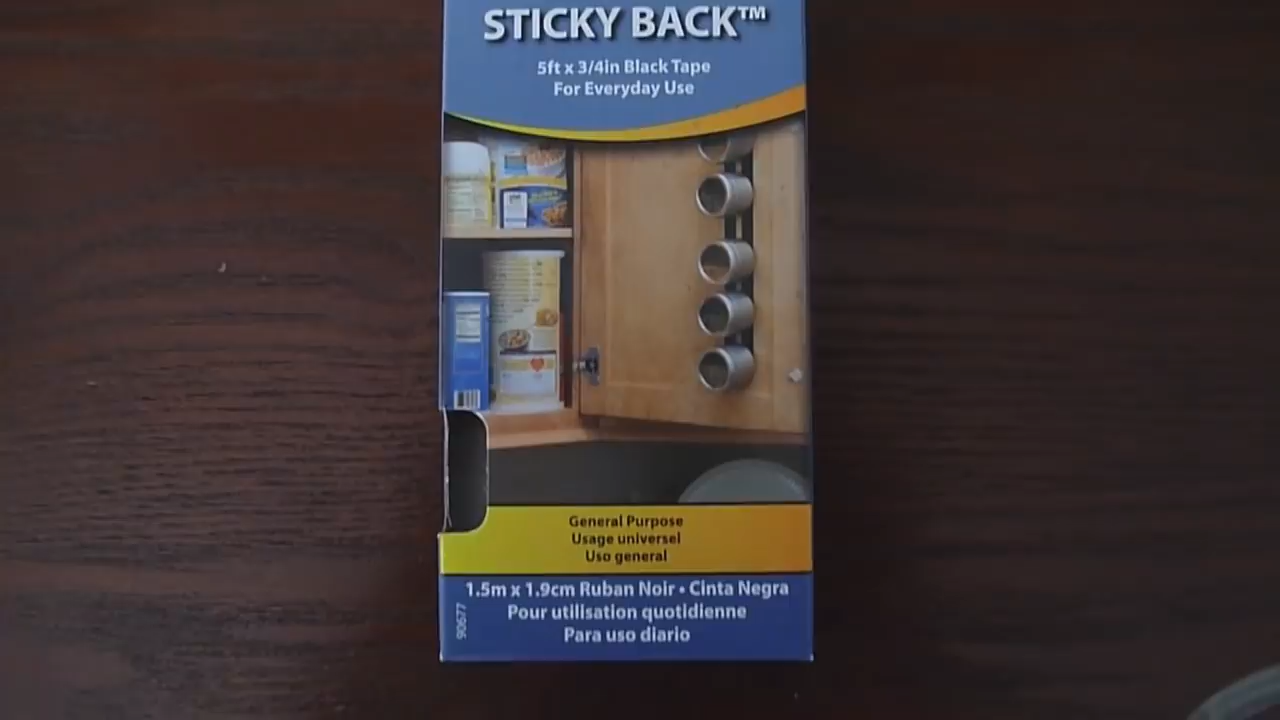 STICKY BACK™
5ft x 3/4in Black Tape
For Everyday Use
General Purpose
Usage universel
Uso general
1.5m x 1.9cm Ruban Noir • Cinta Negra
Pour utilisation quotidienne
Para uso diario
90677